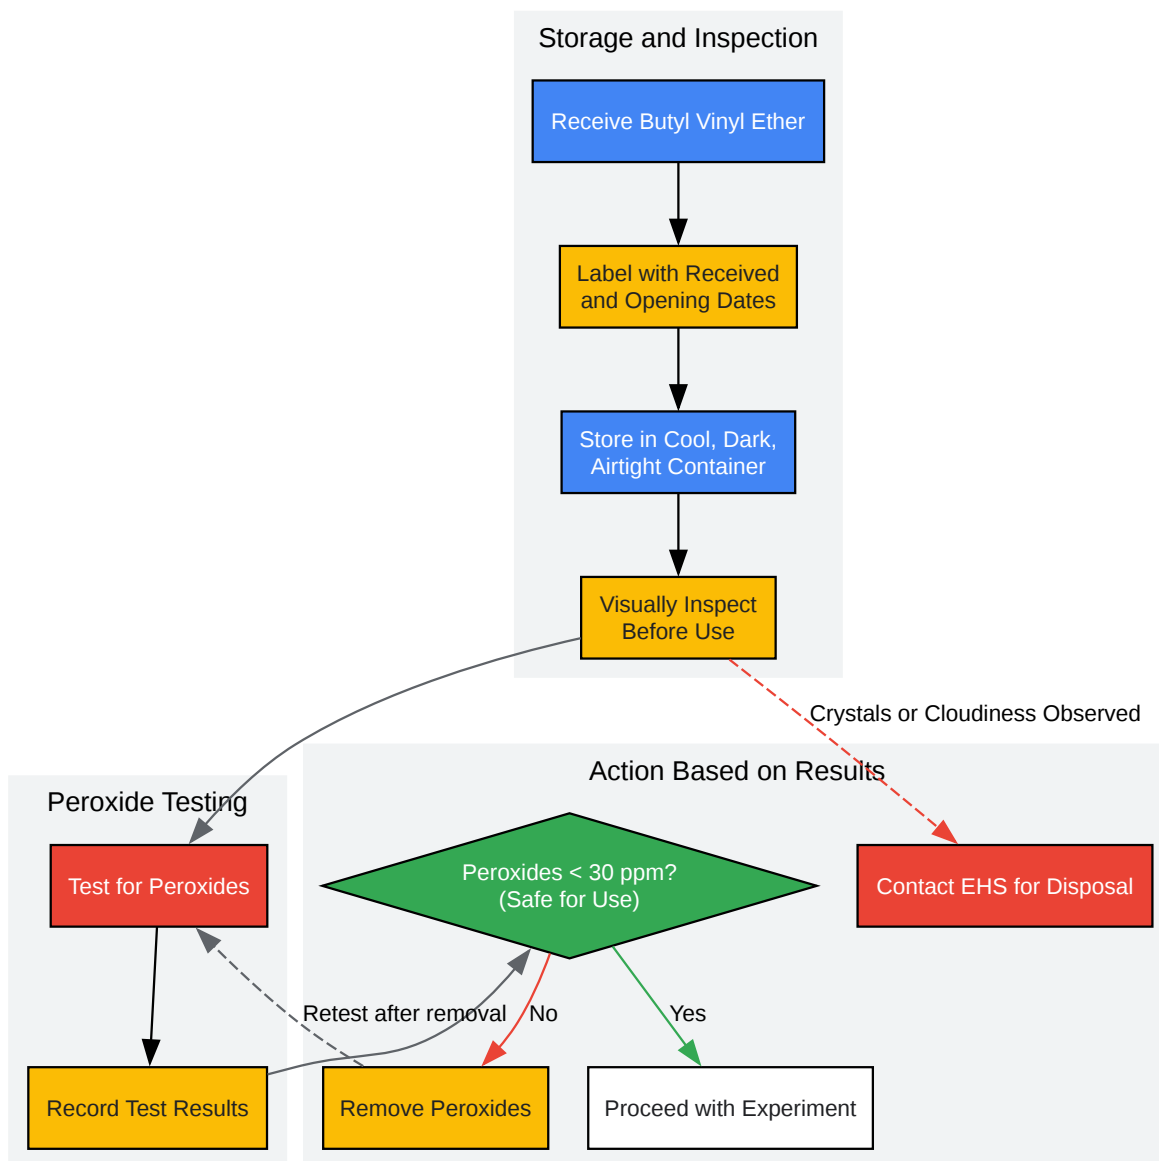 Storage and Inspection
Receive Butyl Vinyl Ether
Label with Received
and Opening Dates
Store in Cool, Dark,
Airtight Container
Visually Inspect
Before Use
Crystals or Cloudiness Observed
Action Based on Results
Peroxide Testing
Test for Peroxides
Peroxides < 30 ppm?
(Safe for Use)
Contact EHS for Disposal
Retest after removal
No
Yes
Record Test Results
Remove Peroxides
Proceed with Experiment